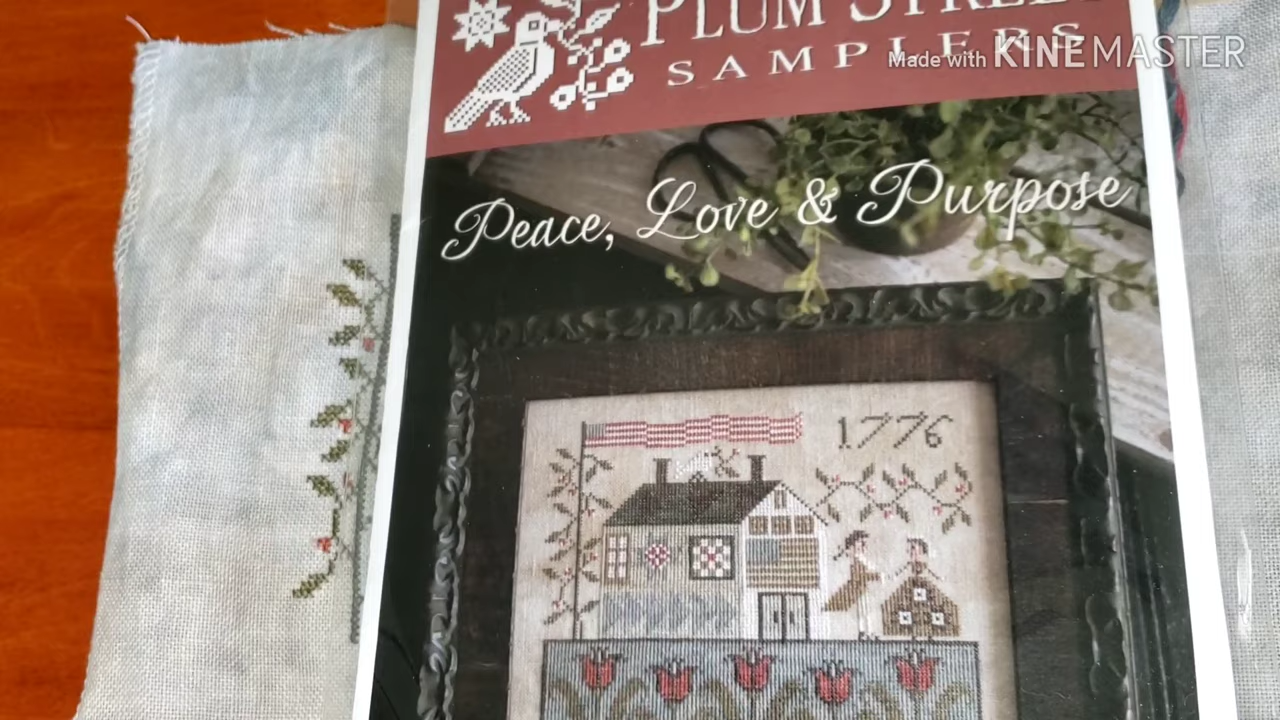 PLUM STREET
SAMPLERS
Made with KINEMASTER
Peace, Love & Purpose
1776